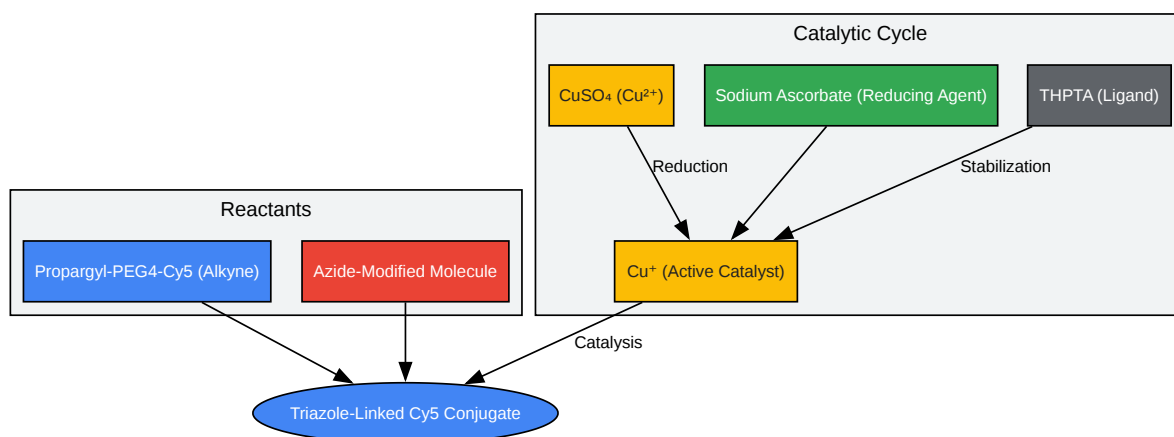 Catalytic Cycle
CuSO₄ (Cu²⁺)
Sodium Ascorbate (Reducing Agent)
THPTA (Ligand)
Reduction
Stabilization
Reactants
Propargyl-PEG4-Cy5 (Alkyne)
Azide-Modified Molecule
Cu⁺ (Active Catalyst)
Catalysis
Triazole-Linked Cy5 Conjugate